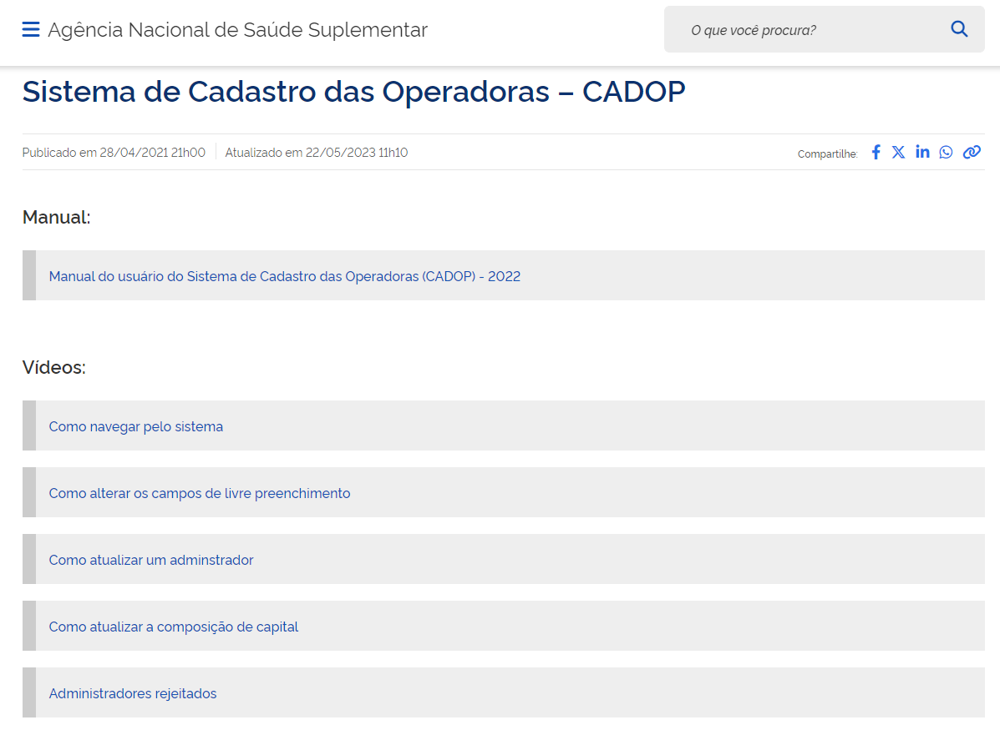 Agência Nacional de Saúde Suplementar
O que você procura?
Sistema de Cadastro das Operadoras – CADOP
Publicado em 28/04/2021 21h00 Atualizado em 22/05/2023 11h10
Compartilhe:
Manual:
Manual do usuário do Sistema de Cadastro das Operadoras (CADOP) - 2022
Vídeos:
Como navegar pelo sistema
Como alterar os campos de livre preenchimento
Como atualizar um adminstrador
Como atualizar a composição de capital
Administradores rejeitados